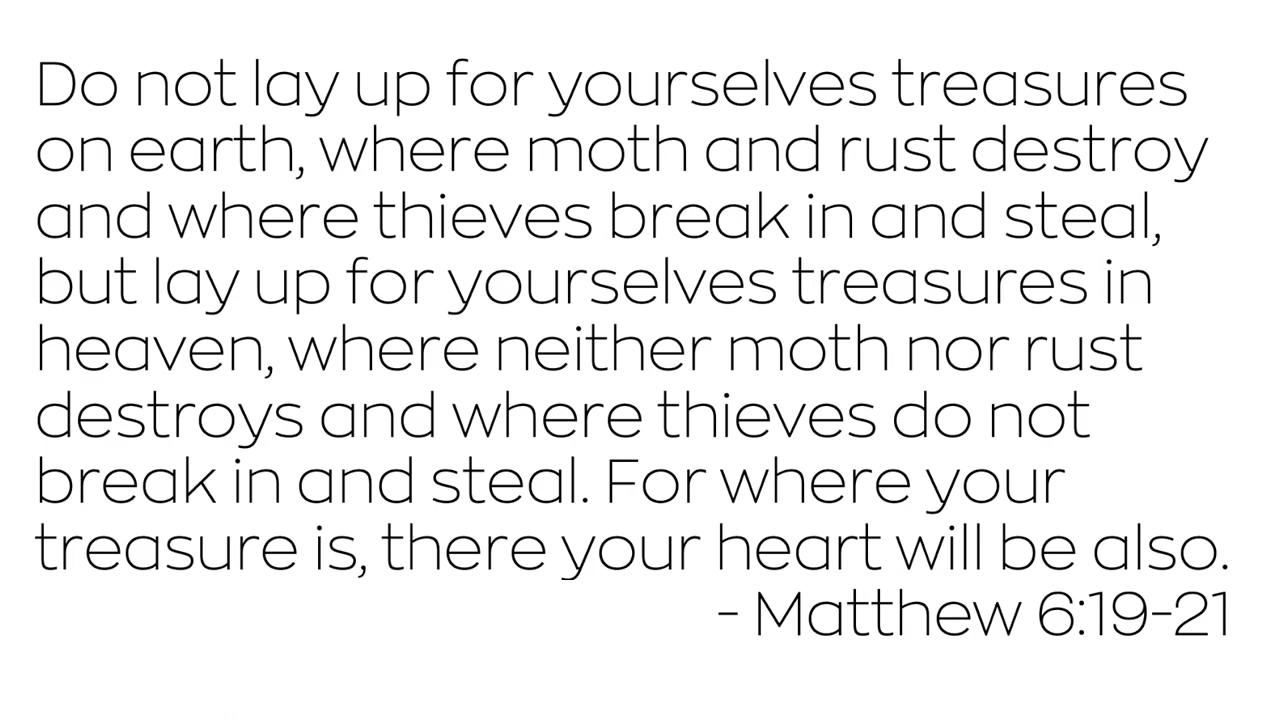 Do not lay up for yourselves treasures
on earth, where moth and rust destroy
and where thieves break in and steal,
but lay up for yourselves treasures in
heaven, where neither moth nor rust
destroys and where thieves do not
break in and steal. For where your
treasure is, there your heart will be also.
- Matthew 6:19-21